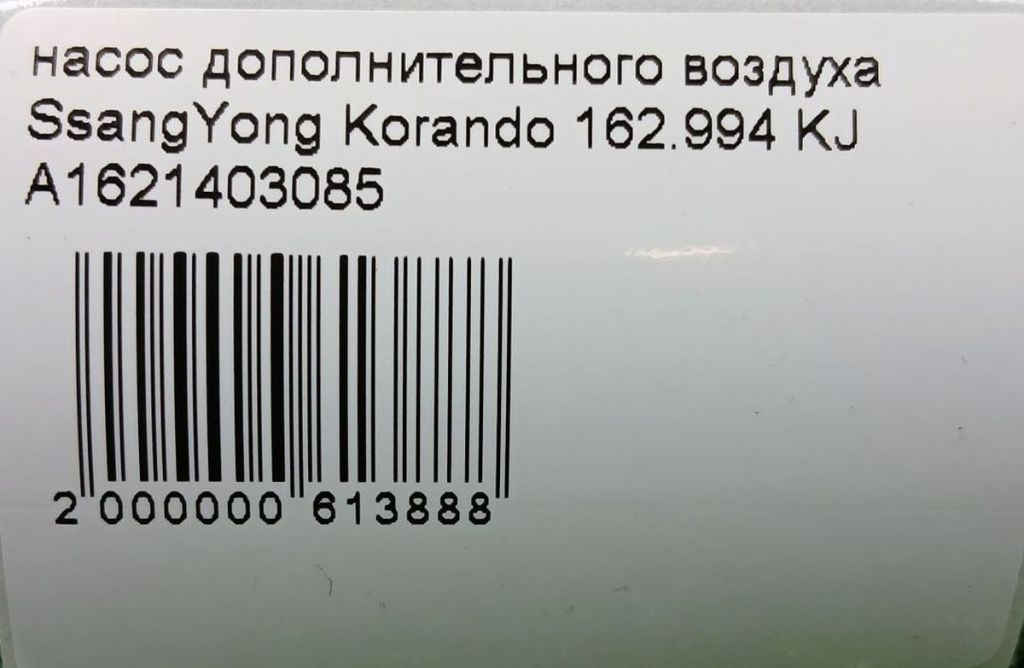 насос дополнительного воздуха
SsangYong Korando 162.994 KJ
A1621403085
2 000000 613888